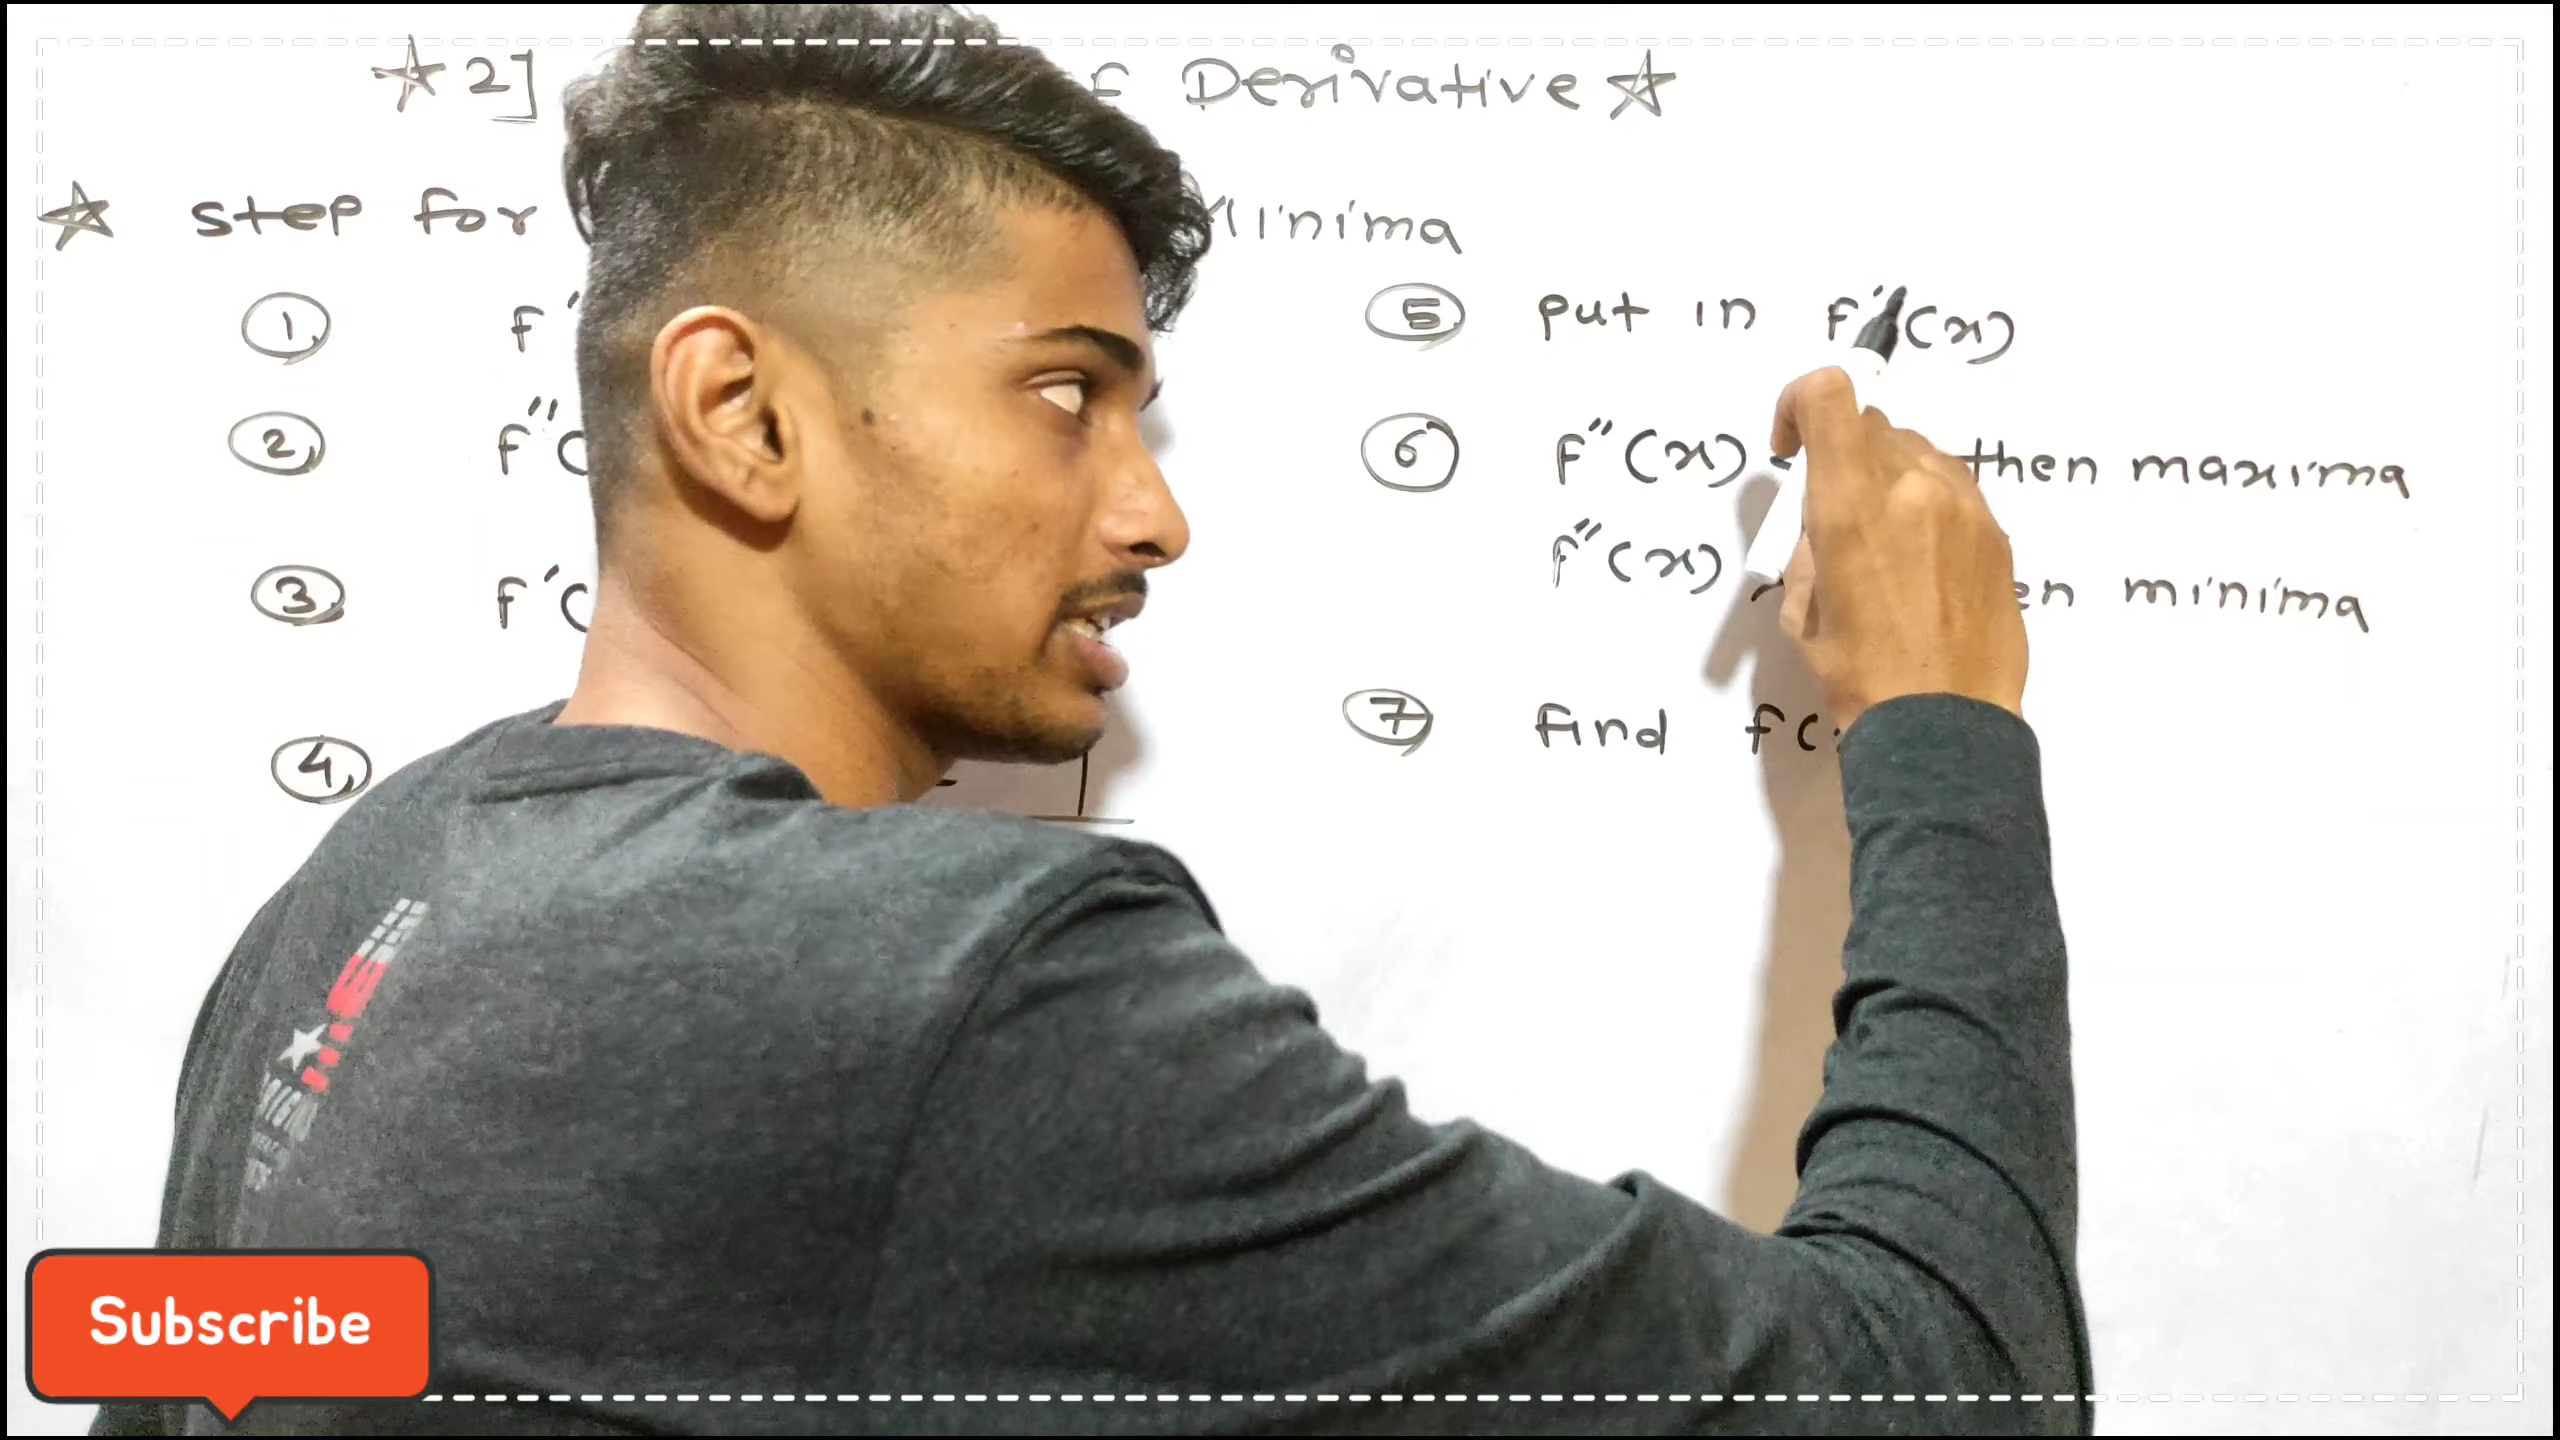 ☆ 2] Derivative ☆
☆ step for Minima
① f'
② f''(
③ f'(
④
⑤ put in (x)
⑥ f''(x) then maxima
f''(x) minima
⑦ find f(
Subscribe